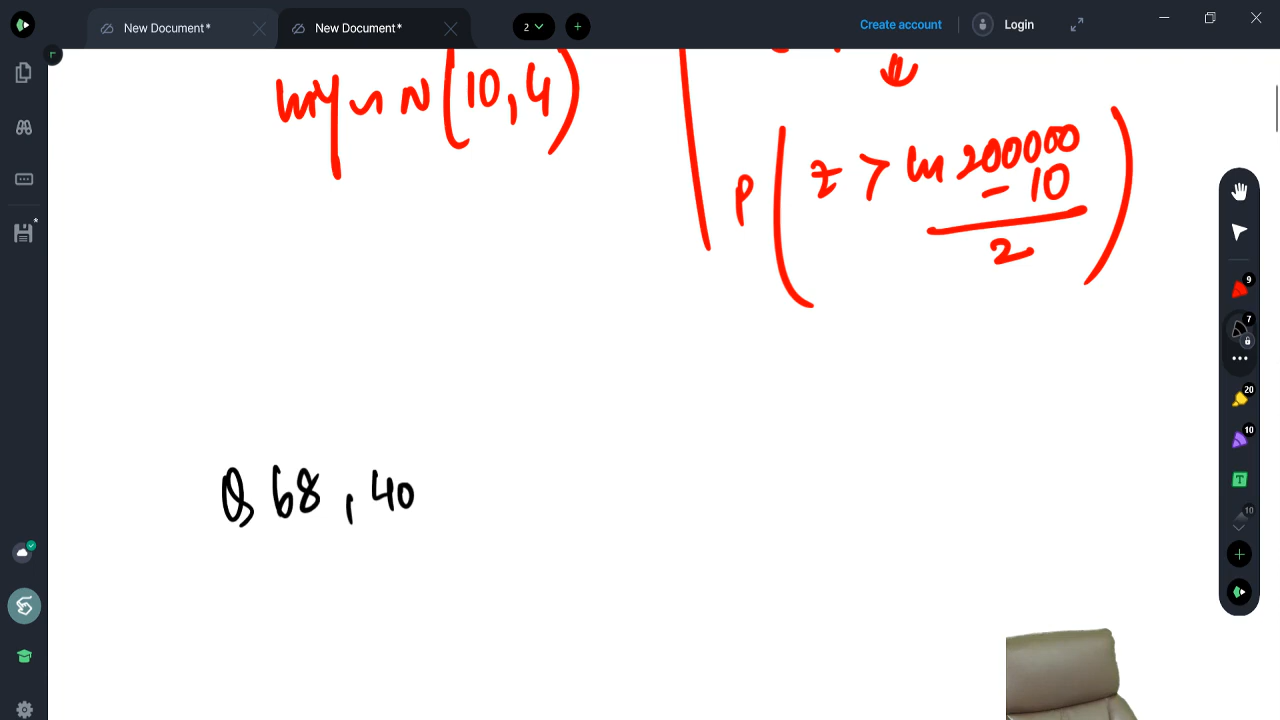 New Document*
New Document*
2
Create account
Login
ln y ~ N(10, 4)
P(z > ln 200000 - 10
2)
Q 68, 40
9
7
20
10
T
10